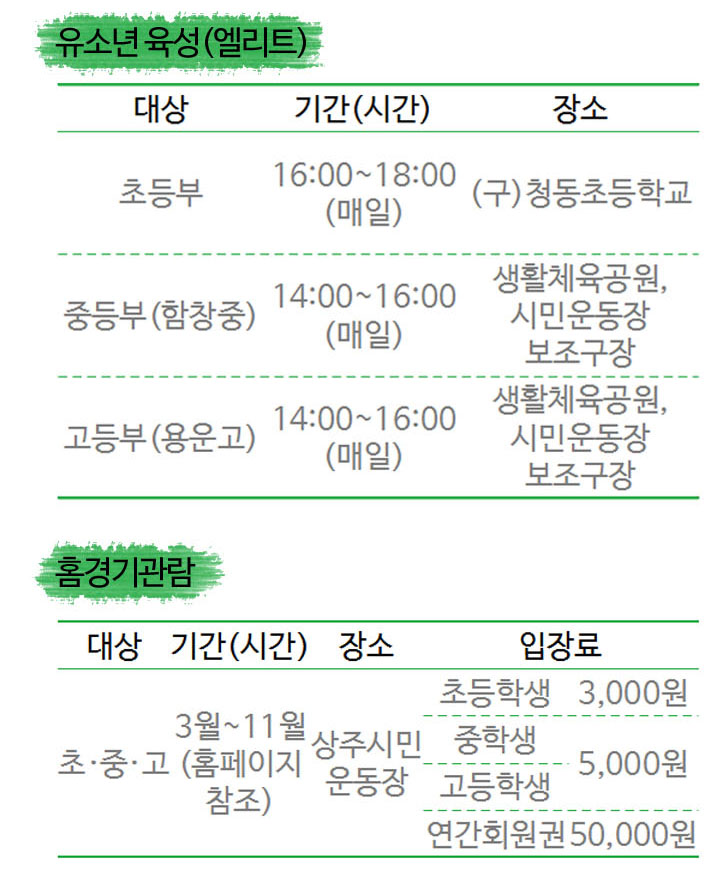 유소년 육성(엘리트)
대상 기간(시간) 장소
초등부 16:00~18:00 (매일) (구)청동초등학교
중등부(함창중) 14:00~16:00 (매일) 생활체육공원, 시민운동장 보조구장
고등부(용운고) 14:00~16:00 (매일) 생활체육공원, 시민운동장 보조구장
홈경기관람
대상 기간(시간) 장소 입장료
초·중·고 3월~11월 (홈페이지 참조) 상주시민 운동장
초등학생 3,000원
중학생
고등학생 5,000원
연간회원권 50,000원